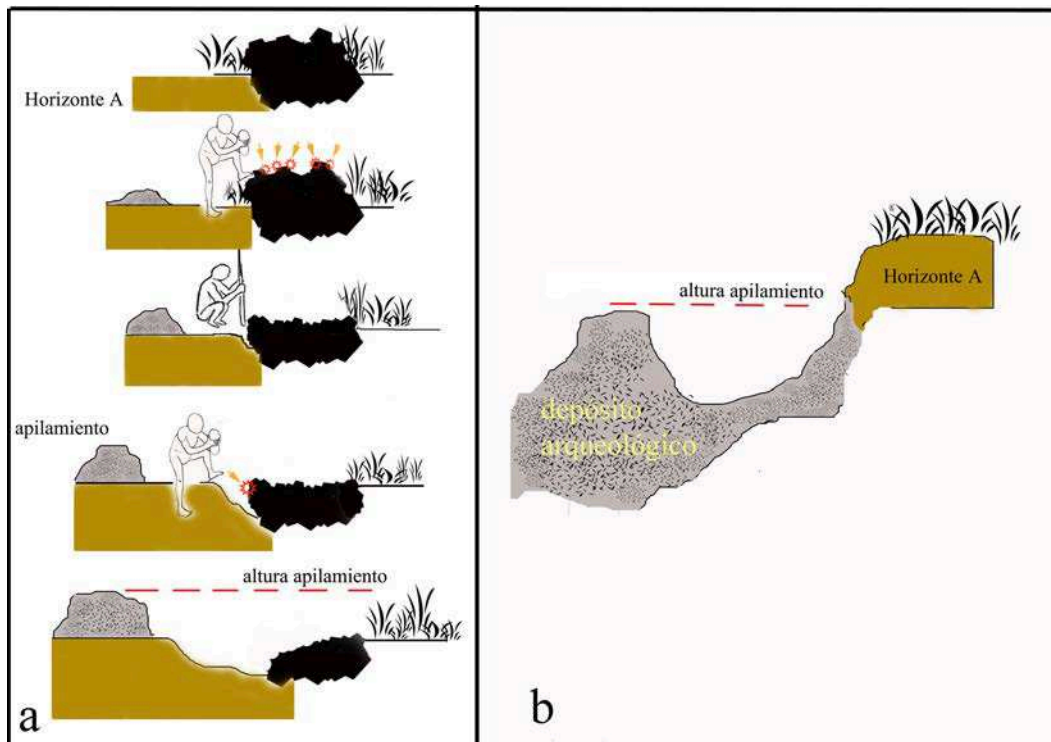 Horizonte A
apilamiento
altura apilamiento
a
altura apilamiento
Horizonte A
depósito
arqueológico
b